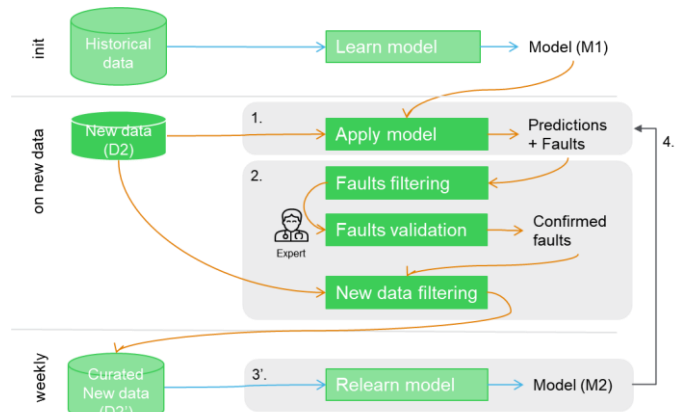 init
Historical
data
Learn model
Model (M1)
on new data
New data
(D2)
1.
Apply model
Predictions
+ Faults
4.
2.
Faults filtering
Expert
Faults validation
Confirmed
faults
New data filtering
weekly
Curated
New data
(D2')
3'.
Relearn model
Model (M2)